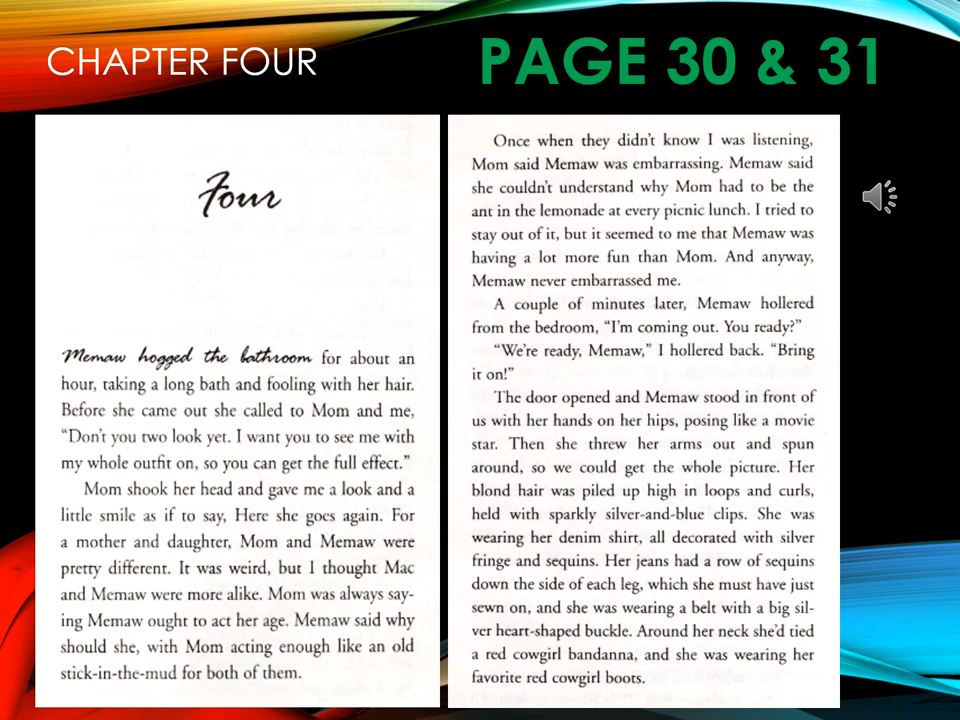 CHAPTER FOUR
PAGE 30 & 31
Four
Memaw hogged the bathroom for about an
hour, taking a long bath and fooling with her hair.
Before she came out she called to Mom and me,
“Don’t you two look yet. I want you to see me with
my whole outfit on, so you can get the full effect.”
Mom shook her head and gave me a look and a
little smile as if to say, Here she goes again. For
a mother and daughter, Mom and Memaw were
pretty different. It was weird, but I thought Mac
and Memaw were more alike. Mom was always say-
ing Memaw ought to act her age. Memaw said why
should she, with Mom acting enough like an old
stick-in-the-mud for both of them.
Once when they didn’t know I was listening,
Mom said Memaw was embarrassing. Memaw said
she couldn’t understand why Mom had to be the
ant in the lemonade at every picnic lunch. I tried to
stay out of it, but it seemed to me that Memaw was
having a lot more fun than Mom. And anyway,
Memaw never embarrassed me.
A couple of minutes later, Memaw hollered
from the bedroom, “I’m coming out. You ready?”
“We’re ready, Memaw,” I hollered back. “Bring
it on!”
The door opened and Memaw stood in front of
us with her hands on her hips, posing like a movie
star. Then she threw her arms out and spun
around, so we could get the whole picture. Her
blond hair was piled up high in loops and curls,
held with sparkly silver-and-blue clips. She was
wearing her denim shirt, all decorated with silver
fringe and sequins. Her jeans had a row of sequins
down the side of each leg, which she must have just
sewn on, and she was wearing a belt with a big sil-
ver heart-shaped buckle. Around her neck she’d tied
a red cowgirl bandanna, and she was wearing her
favorite red cowgirl boots.